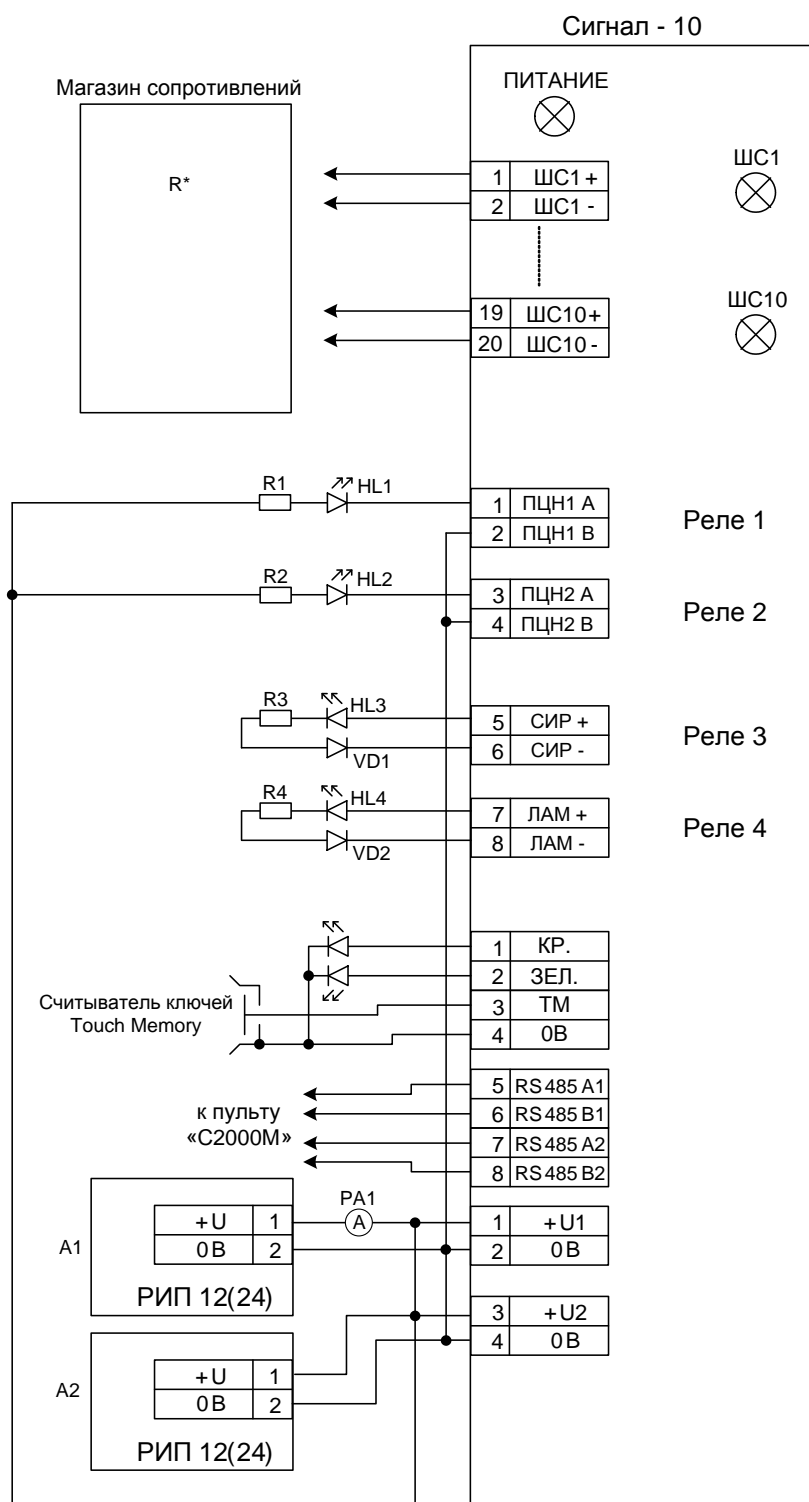 Сигнал - 10
Магазин сопротивлений
ПИТАНИЕ
R*
1 ШС1 +
2 ШС1 -
ШС1
19 ШС10+
20 ШС10 -
ШС10
R1 HL1
1 ПЦН1 А
2 ПЦН1 В
Реле 1
R2 HL2
3 ПЦН2 А
4 ПЦН2 В
Реле 2
R3 HL3
VD1
5 СИР +
6 СИР -
Реле 3
R4 HL4
VD2
7 ЛАМ +
8 ЛАМ -
Реле 4
Считыватель ключей
Touch Memory
1 КР.
2 ЗЕЛ.
3 ТМ
4 0В
к пульту
«С2000М»
5 RS 485 A1
6 RS 485 B1
7 RS 485 A2
8 RS 485 B2
А1
+U 1
0В 2
РИП 12(24)
PA1
A
1 +U1
2 0В
3 +U2
4 0В
А2
+U 1
0В 2
РИП 12(24)